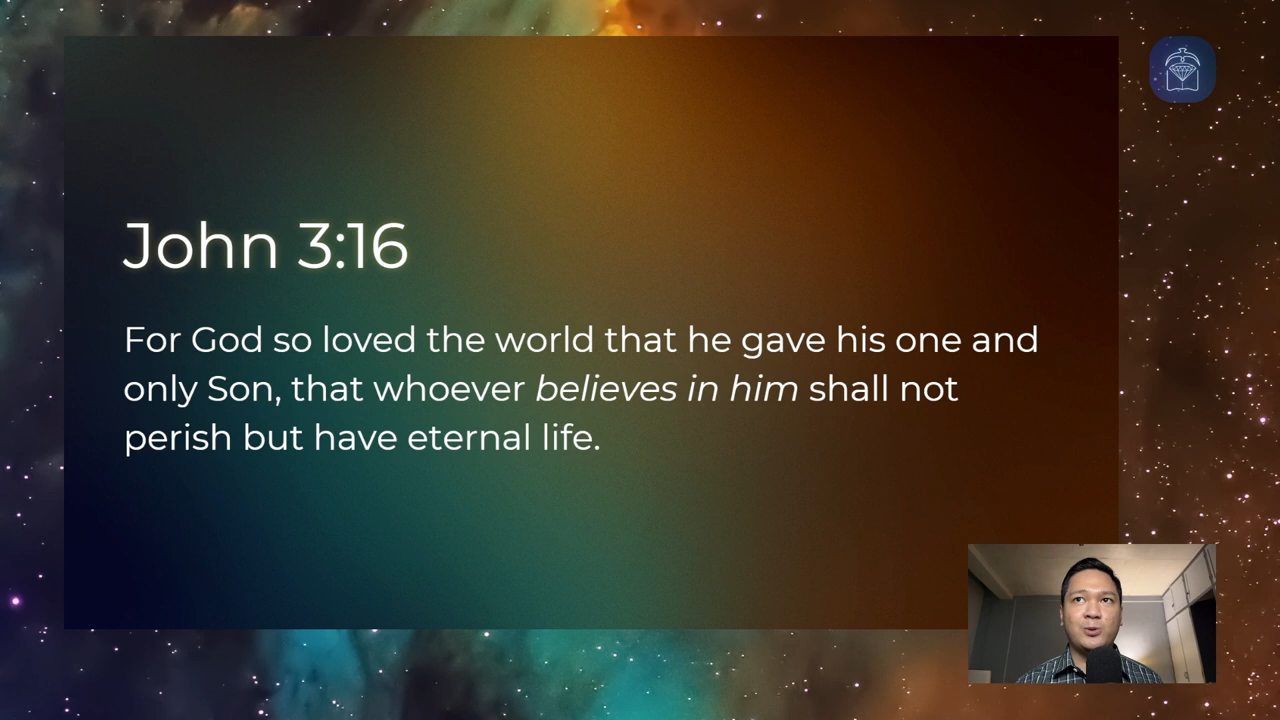 John 3:16
For God so loved the world that he gave his one and
only Son, that whoever believes in him shall not
perish but have eternal life.